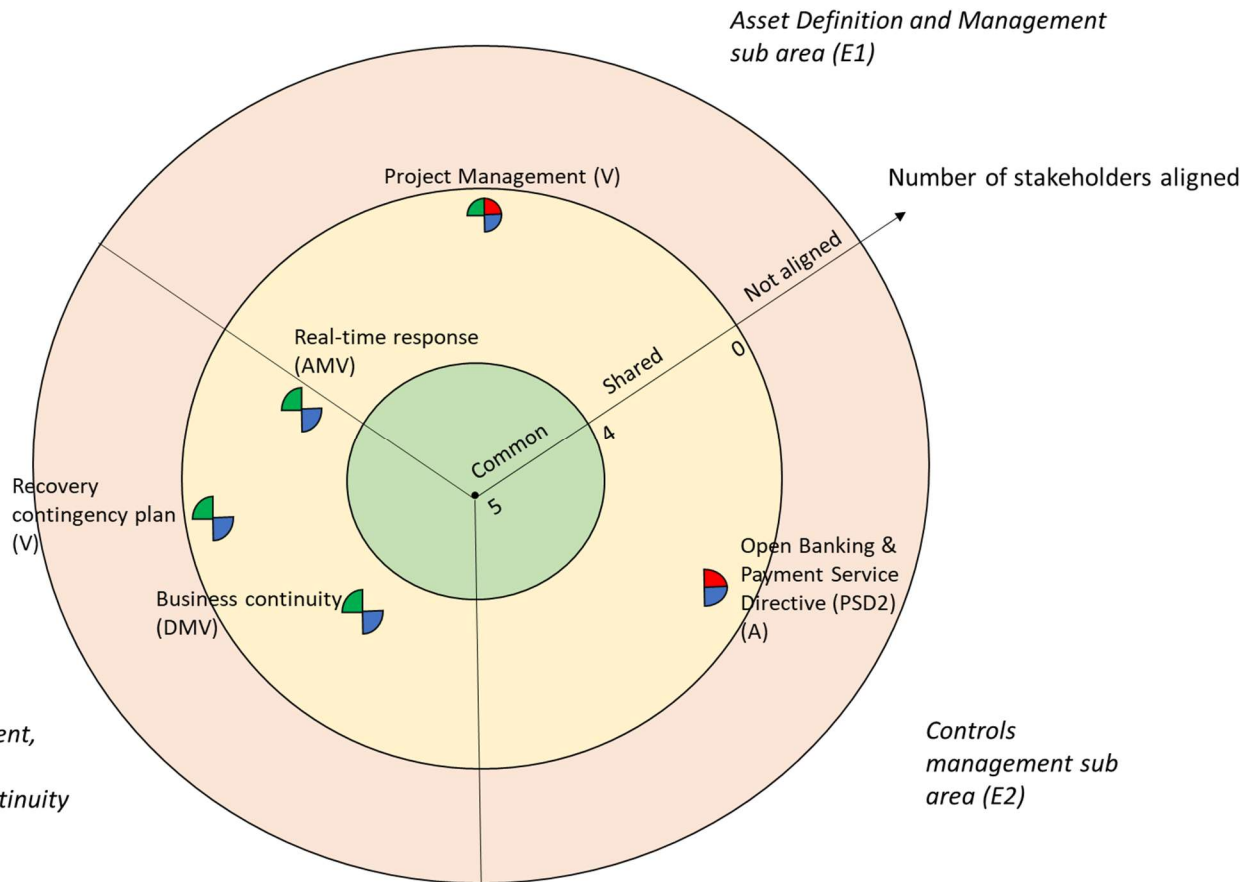 Asset Definition and Management
sub area (E1)
Project Management (V)
Number of stakeholders aligned
Not aligned
0
Shared
4
Common
5
Real-time response
(AMV)
Recovery
contingency plan
(V)
Business continuity
(DMV)
Open Banking &
Payment Service
Directive (PSD2)
(A)
Controls
management sub
area (E2)
ent,
tinuity